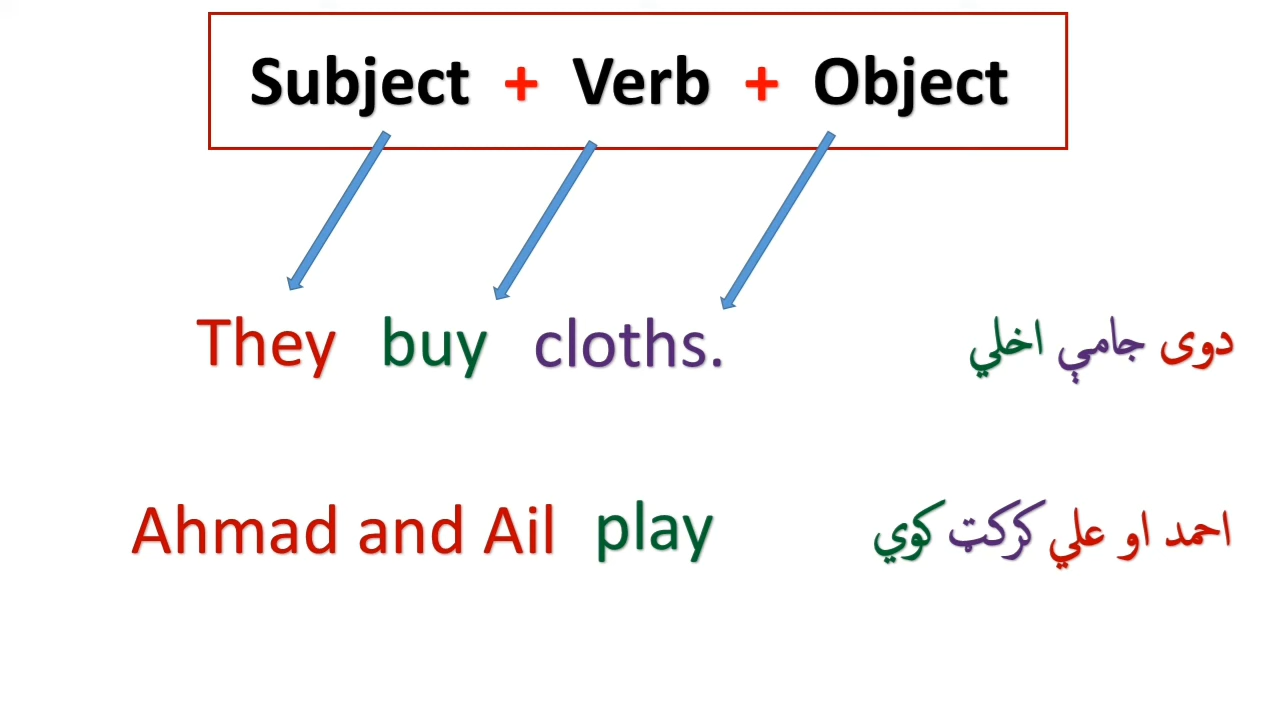 Subject + Verb + Object
They buy cloths.
دوی جامې اخلي
Ahmad and Ail play
احمد او علي کرکټ کوي